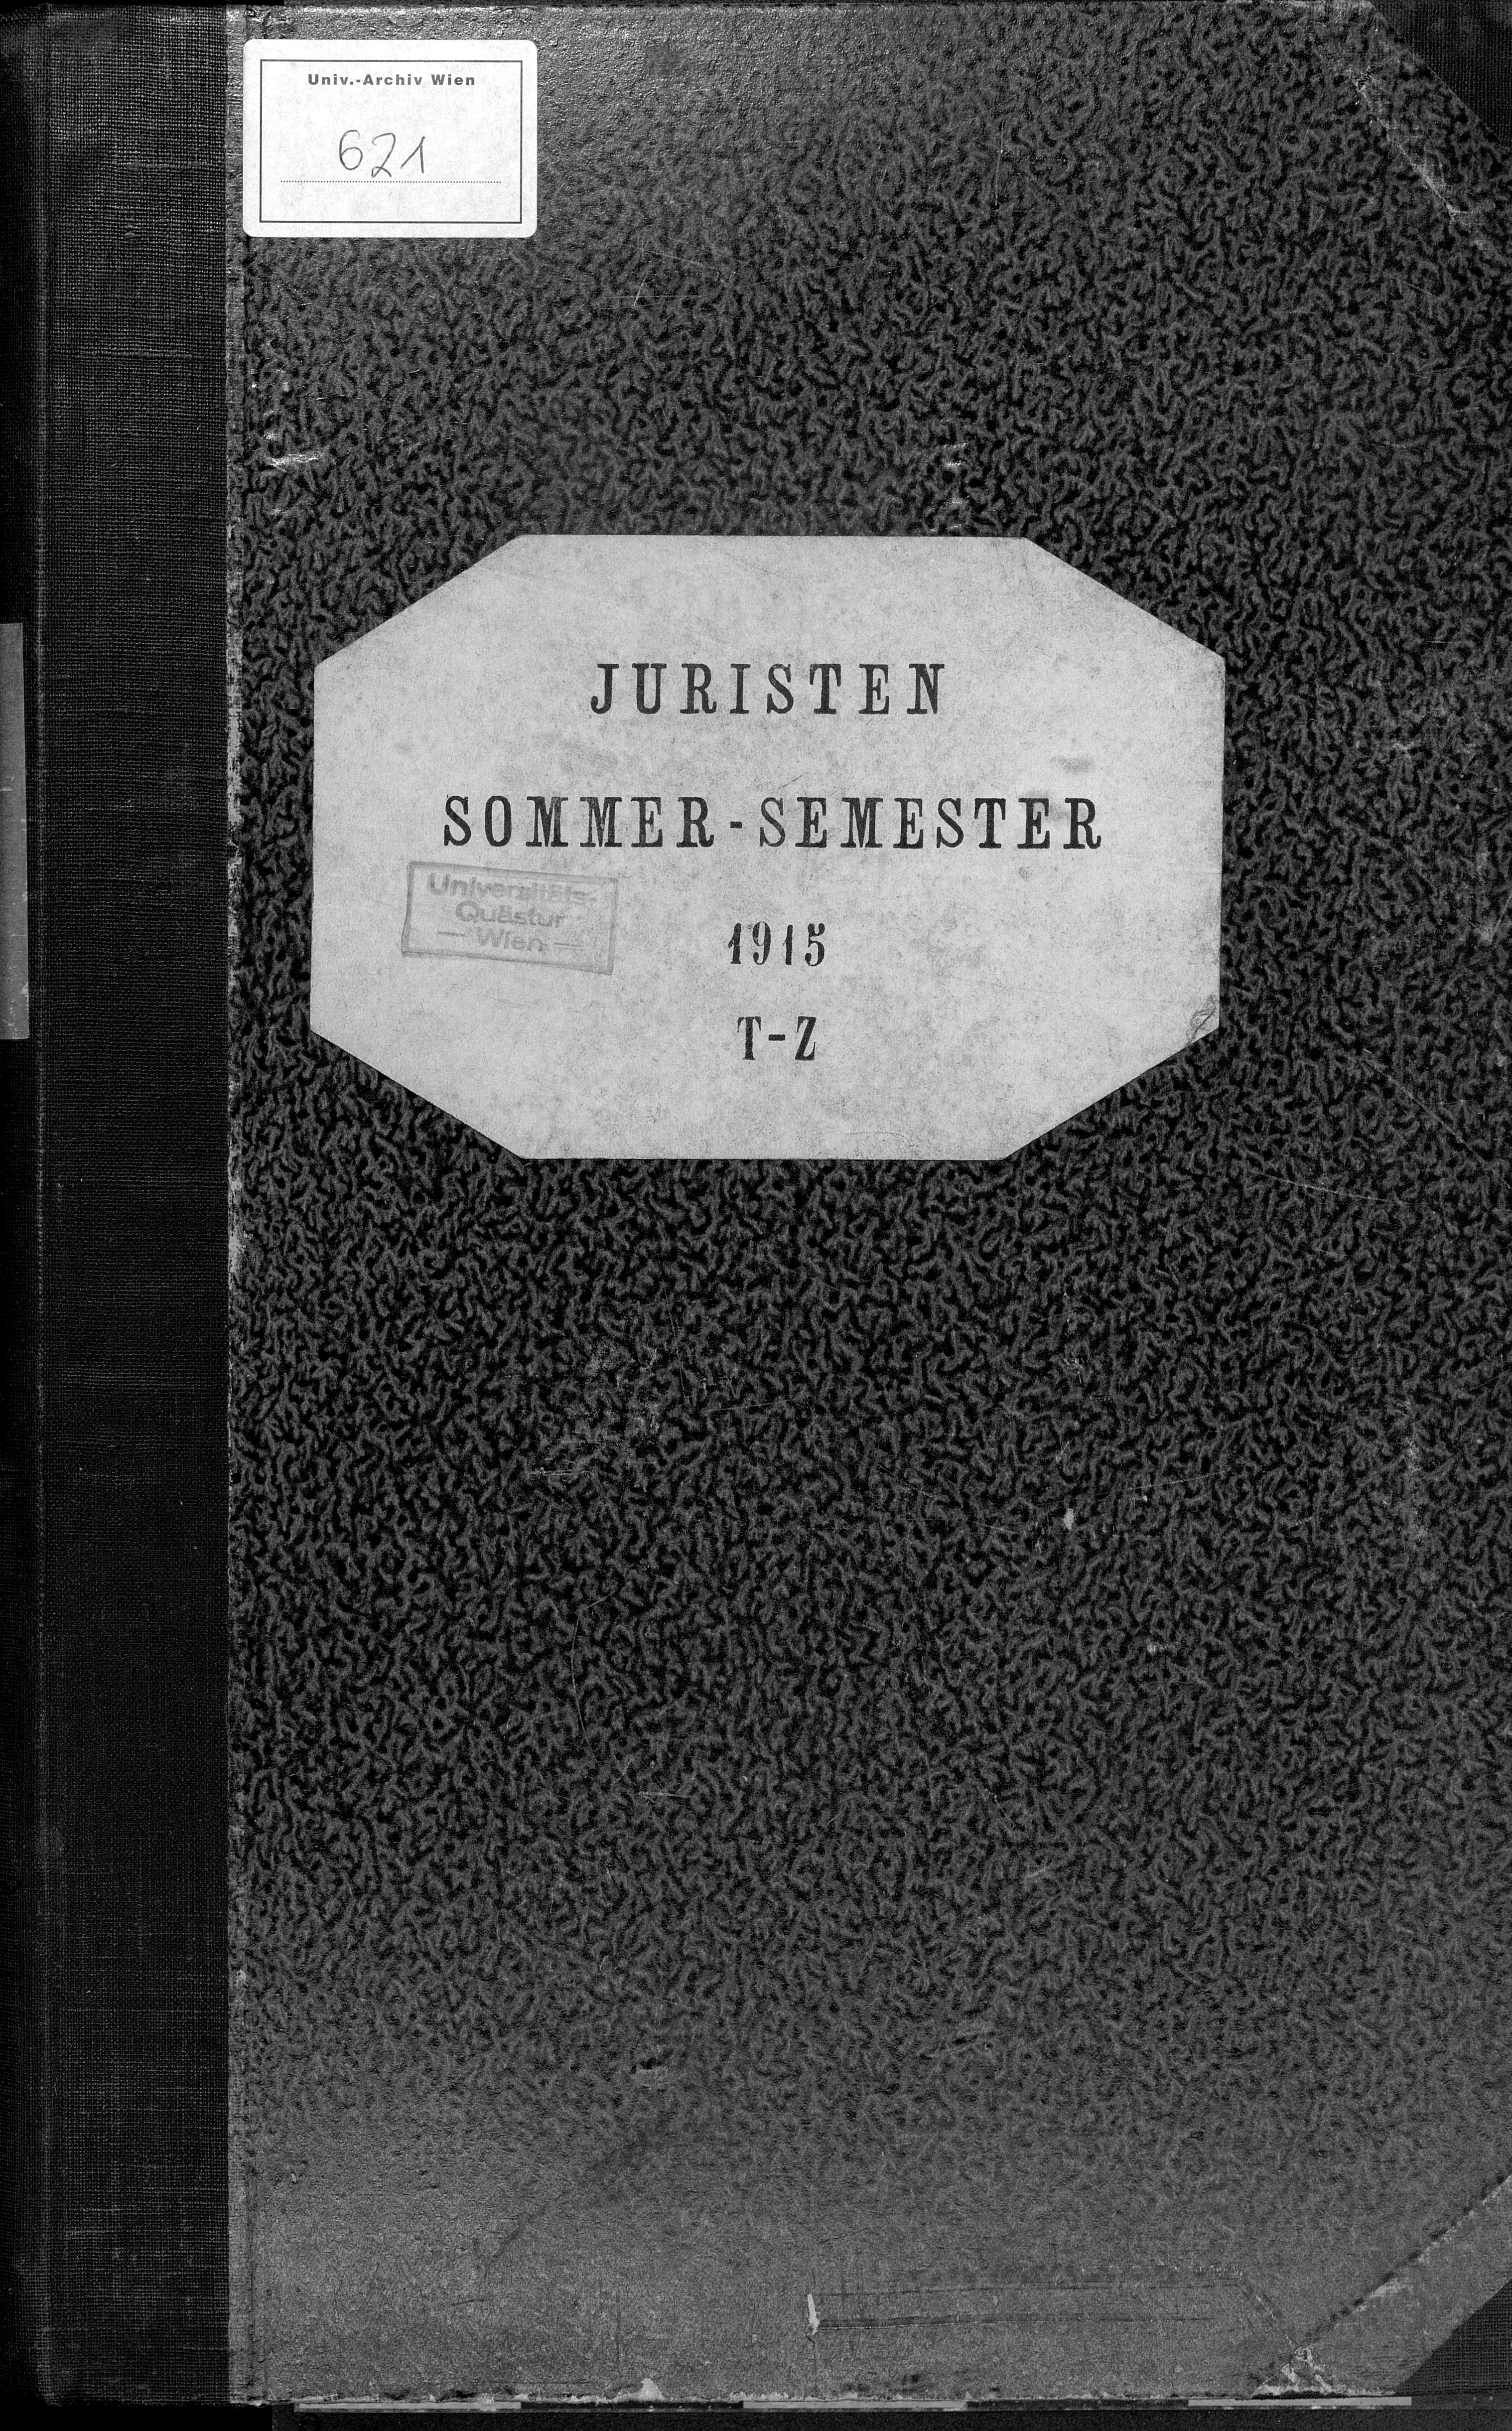 Univ.-Archiv Wien
621
JURISTEN
SOMMER-SEMESTER
Universitäts-
Quästur
— Wien —
1915
T-Z